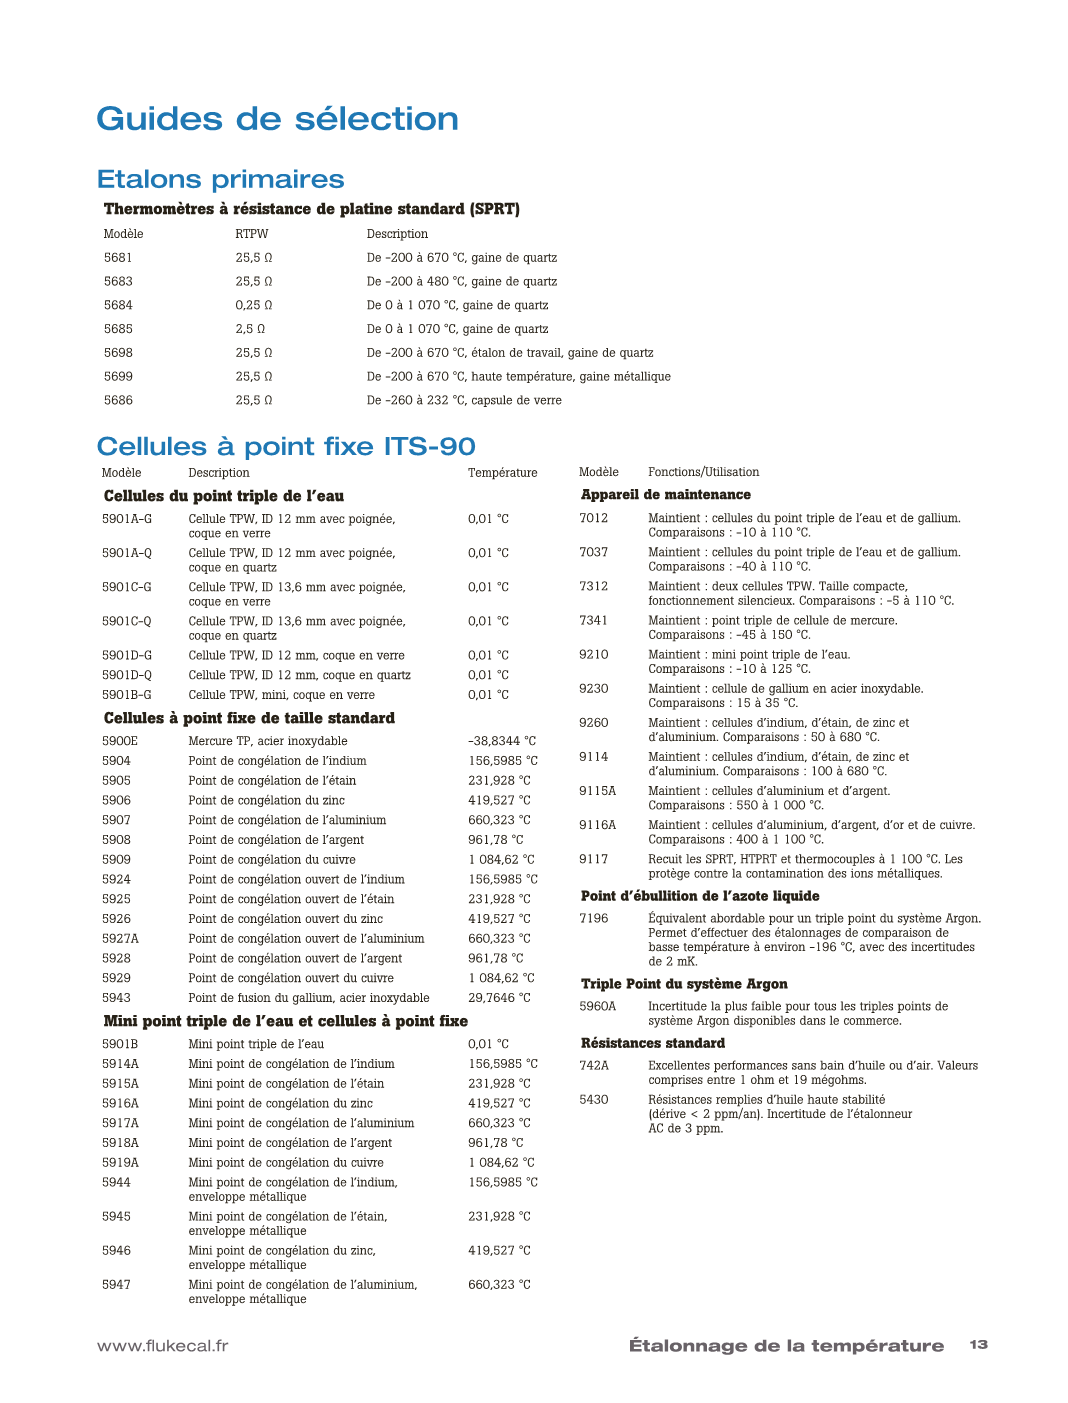 Guides de sélection
Etalons primaires
Thermomètres à résistance de platine standard (SPRT)
Modèle RTPW Description
5681 25,5 Ω De –200 à 670 °C, gaine de quartz
5683 25,5 Ω De –200 à 480 °C, gaine de quartz
5684 0,25 Ω De 0 à 1 070 °C, gaine de quartz
5685 2,5 Ω De 0 à 1 070 °C, gaine de quartz
5698 25,5 Ω De –200 à 670 °C, étalon de travail, gaine de quartz
5699 25,5 Ω De –200 à 670 °C, haute température, gaine métallique
5686 25,5 Ω De –260 à 232 °C, capsule de verre
Cellules à point fixe ITS-90
Modèle Description Température
Cellules du point triple de l’eau
5901A-G Cellule TPW, ID 12 mm avec poignée, 0,01 °C
coque en verre
5901A-Q Cellule TPW, ID 12 mm avec poignée, 0,01 °C
coque en quartz
5901C-G Cellule TPW, ID 13,6 mm avec poignée, 0,01 °C
coque en verre
5901C-Q Cellule TPW, ID 13,6 mm avec poignée, 0,01 °C
coque en quartz
5901D-G Cellule TPW, ID 12 mm, coque en verre 0,01 °C
5901D-Q Cellule TPW, ID 12 mm, coque en quartz 0,01 °C
5901B-G Cellule TPW, mini, coque en verre 0,01 °C
Cellules à point fixe de taille standard
5900E Mercure TP, acier inoxydable –38,8344 °C
5904 Point de congélation de l’indium 156,5985 °C
5905 Point de congélation de l’étain 231,928 °C
5906 Point de congélation du zinc 419,527 °C
5907 Point de congélation de l’aluminium 660,323 °C
5908 Point de congélation de l’argent 961,78 °C
5909 Point de congélation du cuivre 1 084,62 °C
5924 Point de congélation ouvert de l’indium 156,5985 °C
5925 Point de congélation ouvert de l’étain 231,928 °C
5926 Point de congélation ouvert du zinc 419,527 °C
5927A Point de congélation ouvert de l’aluminium 660,323 °C
5928 Point de congélation ouvert de l’argent 961,78 °C
5929 Point de congélation ouvert du cuivre 1 084,62 °C
5943 Point de fusion du gallium, acier inoxydable 29,7646 °C
Mini point triple de l’eau et cellules à point fixe
5901B Mini point triple de l’eau 0,01 °C
5914A Mini point de congélation de l’indium 156,5985 °C
5915A Mini point de congélation de l’étain 231,928 °C
5916A Mini point de congélation du zinc 419,527 °C
5917A Mini point de congélation de l’aluminium 660,323 °C
5918A Mini point de congélation de l’argent 961,78 °C
5919A Mini point de congélation du cuivre 1 084,62 °C
5944 Mini point de congélation de l’indium, 156,5985 °C
enveloppe métallique
5945 Mini point de congélation de l’étain, 231,928 °C
enveloppe métallique
5946 Mini point de congélation du zinc, 419,527 °C
enveloppe métallique
5947 Mini point de congélation de l’aluminium, 660,323 °C
enveloppe métallique
Modèle Fonctions/Utilisation
Appareil de maintenance
7012 Maintient : cellules du point triple de l’eau et de gallium.
Comparaisons : –10 à 110 °C.
7037 Maintient : cellules du point triple de l’eau et de gallium.
Comparaisons : –40 à 110 °C.
7312 Maintient : deux cellules TPW. Taille compacte,
fonctionnement silencieux. Comparaisons : –5 à 110 °C.
7341 Maintient : point triple de cellule de mercure.
Comparaisons : –45 à 150 °C.
9210 Maintient : mini point triple de l’eau.
Comparaisons : –10 à 125 °C.
9230 Maintient : cellule de gallium en acier inoxydable.
Comparaisons : 15 à 35 °C.
9260 Maintient : cellules d’indium, d’étain, de zinc et
d’aluminium. Comparaisons : 50 à 680 °C.
9114 Maintient : cellules d’indium, d’étain, de zinc et
d’aluminium. Comparaisons : 100 à 680 °C.
9115A Maintient : cellules d’aluminium et d’argent.
Comparaisons : 550 à 1 000 °C.
9116A Maintient : cellules d’aluminium, d’argent, d’or et de cuivre.
Comparaisons : 400 à 1 100 °C.
9117 Recuit les SPRT, HTPRT et thermocouples à 1 100 °C. Les
protège contre la contamination des ions métalliques.
Point d’ébullition de l’azote liquide
7196 Équivalent abordable pour un triple point du système Argon.
Permet d’effectuer des étalonnages de comparaison de
basse température à environ –196 °C, avec des incertitudes
de 2 mK.
Triple Point du système Argon
5960A Incertitude la plus faible pour tous les triples points de
système Argon disponibles dans le commerce.
Résistances standard
742A Excellentes performances sans bain d’huile ou d’air. Valeurs
comprises entre 1 ohm et 19 mégohms.
5430 Résistances remplies d’huile haute stabilité
(dérive < 2 ppm/an). Incertitude de l’étalonneur
AC de 3 ppm.
www.flukecal.fr Étalonnage de la température 13